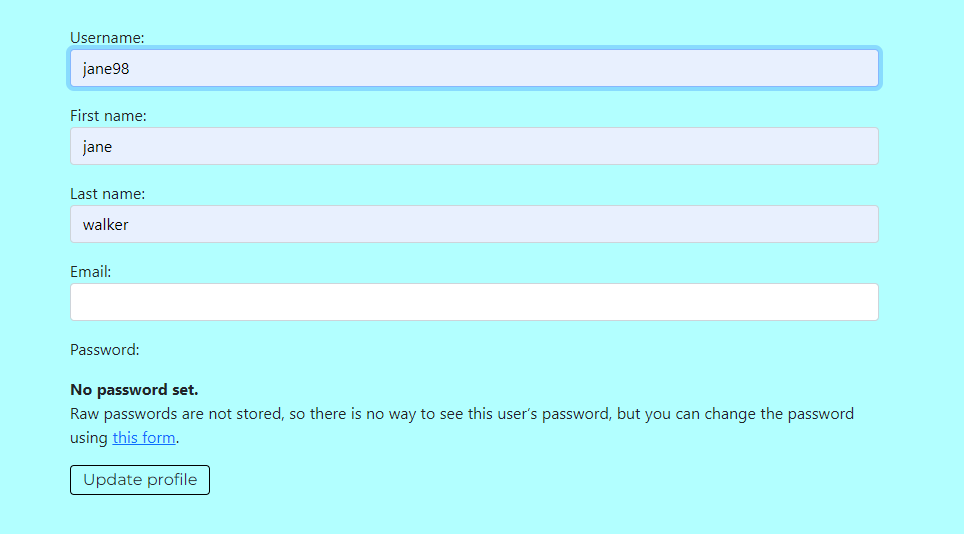 Username:
jane98
First name:
jane
Last name:
walker
Email:
Password:
No password set.
Raw passwords are not stored, so there is no way to see this user’s password, but you can change the password
using this form.
Update profile